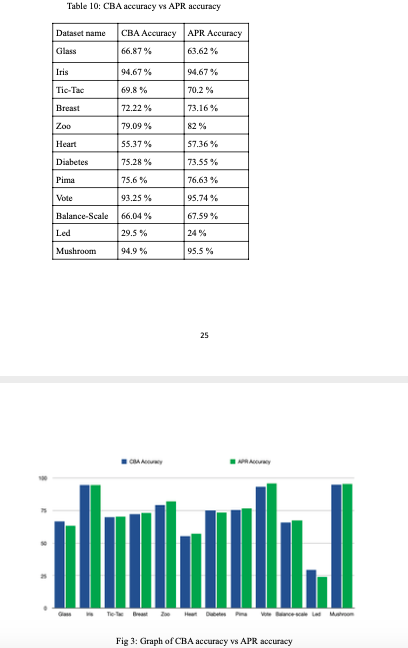 Table 10: CBA accuracy vs APR accuracy
Dataset name CBA Accuracy APR Accuracy
Glass 66.87 % 63.62 %
Iris 94.67 % 94.67 %
Tic-Tac 69.8 % 70.2 %
Breast 72.22 % 73.16 %
Zoo 79.09 % 82 %
Heart 55.37 % 57.36 %
Diabetes 75.28 % 73.55 %
Pima 75.6 % 76.63 %
Vote 93.25 % 95.74 %
Balance-Scale 66.04 % 67.59 %
Led 29.5 % 24 %
Mushroom 94.9 % 95.5 %
25
CBA Accuracy APR Accuracy
100
75
50
25
0
Glass Iris Tic-Tac Breast Zoo Heart Diabetes Pima Vote Balance-scale Led Mushroom
Fig 3: Graph of CBA accuracy vs APR accuracy